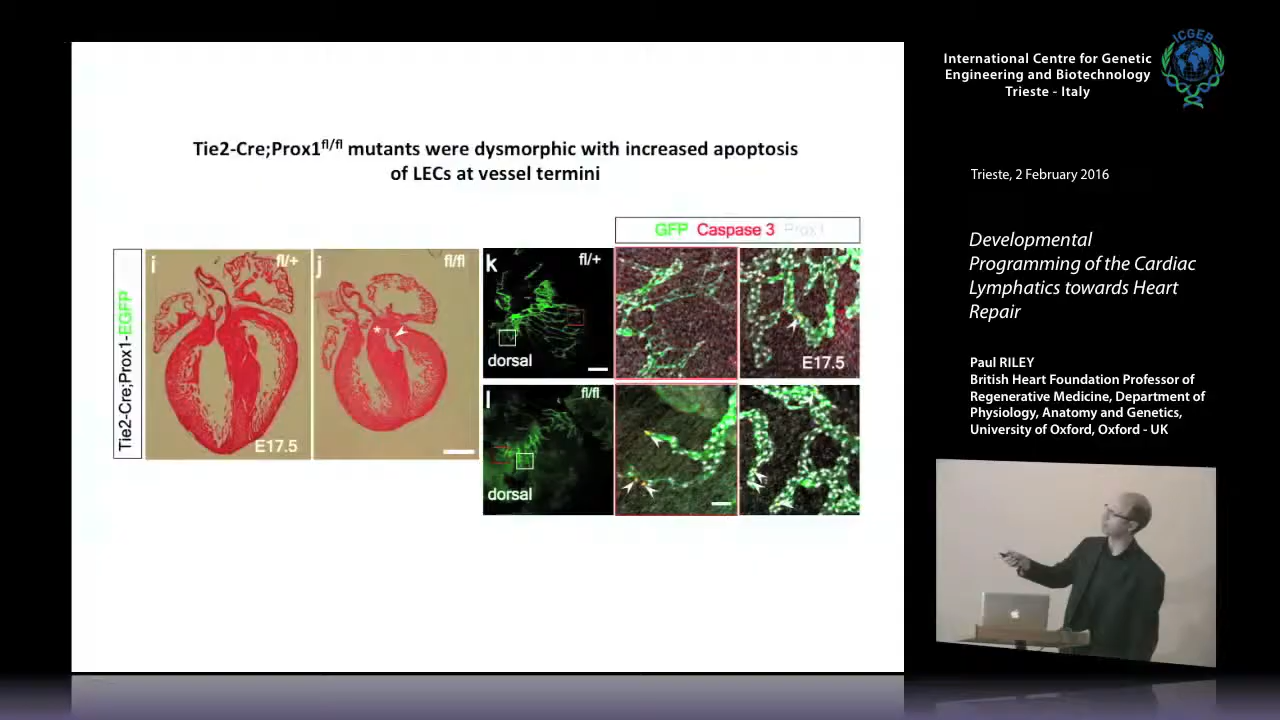 Tie2-Cre;Prox1fl/fl mutants were dysmorphic with increased apoptosis
of LECs at vessel termini
GFP Caspase 3 Prox1
Tie2-Cre;Prox1-EGFP
i
fl/+
E17.5
j
fl/fl
*
k
fl/+
dorsal
E17.5
l
fl/fl
dorsal
ICGEB
International Centre for Genetic
Engineering and Biotechnology
Trieste - Italy
Trieste, 2 February 2016
Developmental
Programming of the Cardiac
Lymphatics towards Heart
Repair
Paul RILEY
British Heart Foundation Professor of
Regenerative Medicine, Department of
Physiology, Anatomy and Genetics,
University of Oxford, Oxford - UK